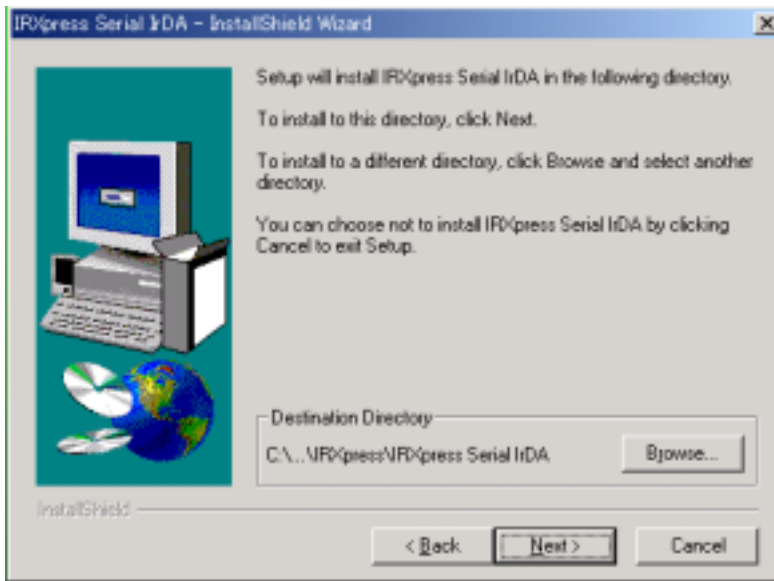 IRXpress Serial IrDA - InstallShield Wizard
Setup will install IRXpress Serial IrDA in the following directory.
To install to this directory, click Next.
To install to a different directory, click Browse and select another
directory.
You can choose not to install IRXpress Serial IrDA by clicking
Cancel to exit Setup.
Destination Directory
C:\...\IRXpress\IRXpress Serial IrDA
Browse...
InstallShield
< Back
Next >
Cancel